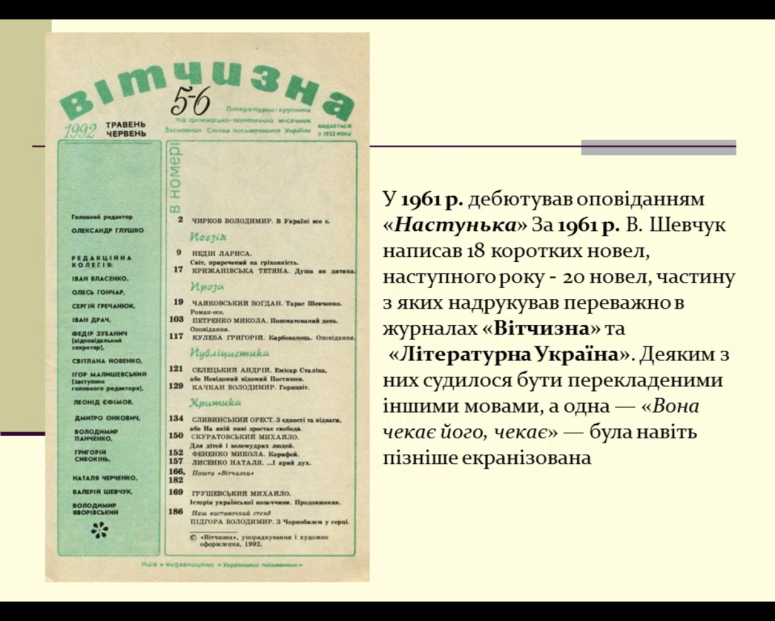 вітчизна
5-6
Літературно-художній
та громадсько-політичний місячник
Засновник Спілка письменників України
видається
з 1933 року
1992 ТРАВЕНЬ
ЧЕРВЕНЬ
в номері
Головний редактор
ОЛЕКСАНДР ГЛУШКО
РЕДАКЦІЙНА
КОЛЕГІЯ:
ІВАН ВЛАСЕНКО,
ОЛЕСЬ ГОНЧАР,
СЕРГІЙ ГРЕЧАНЮК,
ІВАН ДРАЧ,
ФЕДІР ЗУБАНИЧ
(відповідальний
секретар),
СВІТЛАНА ЙОВЕНКО,
ІГОР МАЛИШЕВСЬКИЙ
(заступник
головного редактора),
ЛЕОНІД ЄФІМОВ,
ДМИТРО ОНКОВИЧ,
ВОЛОДИМИР
ПАНЧЕНКО,
ГРИГОРІЙ
СИВОКІНЬ,
НАТАЛЯ ЧЕРЧЕНКО,
ВАЛЕРІЙ ШЕВЧУК,
ВОЛОДИМИР
ЯВОРІВСЬКИЙ
2 ЧИРКОВ ВОЛОДИМИР. В Україні все є.
Поезія
9 НЕДІН ЛАРИСА.
Світ, приречений на гріховність.
17 КРИЖАНІВСЬКА ТЕТЯНА. Душа як дитина.
Проза
19 ЧАЙКОВСЬКИЙ БОГДАН. Тарас Шевченко.
Роман-есе.
103 ПЕТРЕНКО МИКОЛА. Пошматований день.
Оповідання.
117 КУЛЕБА ГРИГОРІЙ. Карбованець. Оповідання.
Публіцистика
121 СЕЛЕЦЬКИЙ АНДРІЙ. Емісар Сталіна,
або Невідомий відомий Постишев.
129 КАЧКАН ВОЛОДИМИР. Горицвіт.
Критика
134 СЛИВИНСЬКИЙ ОРЕСТ. З єдності та відваги,
або На якій ниві зростає свобода.
150 СКУРАТОВСЬКИЙ МИХАЙЛО.
Для дітей і велемудрих людей.
152 ФЕНЕНКО МИКОЛА. Корифей.
157 ЛИСЕНКО НАТАЛЯ. ...І ярий дух.
166, Пошта «Вітчизни»
182
169 ГРУШЕВСЬКИЙ МИХАЙЛО.
Історія української козаччини. Продовження.
186 Наш виставочний стенд
ПІДГОРА ВОЛОДИМИР. З Чорнобилем у серці.
© «Вітчизна», упорядкування і художнє
оформлення, 1992.
Київ • видавництво • «Український письменник» •
У 1961 р. дебютував оповіданням
«Настунька» За 1961 р. В. Шевчук
написав 18 коротких новел,
наступного року - 20 новел, частину
з яких надрукував переважно в
журналах «Вітчизна» та
«Літературна Україна». Деяким з
них судилося бути перекладеними
іншими мовами, а одна — «Вона
чекає його, чекає» — була навіть
пізніше екранізована